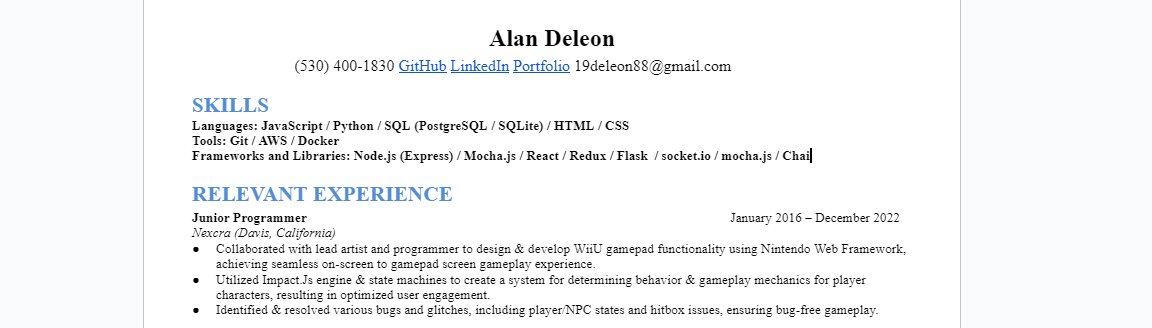 Alan Deleon
(530) 400-1830 GitHub LinkedIn Portfolio 19deleon88@gmail.com
SKILLS
Languages: JavaScript / Python / SQL (PostgreSQL / SQLite) / HTML / CSS
Tools: Git / AWS / Docker
Frameworks and Libraries: Node.js (Express) / Mocha.js / React / Redux / Flask / socket.io / mocha.js / Chai
RELEVANT EXPERIENCE
Junior Programmer January 2016 – December 2022
Nexcra (Davis, California)
● Collaborated with lead artist and programmer to design & develop WiiU gamepad functionality using Nintendo Web Framework,
achieving seamless on-screen to gamepad screen gameplay experience.
● Utilized Impact.Js engine & state machines to create a system for determining behavior & gameplay mechanics for player
characters, resulting in optimized user engagement.
● Identified & resolved various bugs and glitches, including player/NPC states and hitbox issues, ensuring bug-free gameplay.